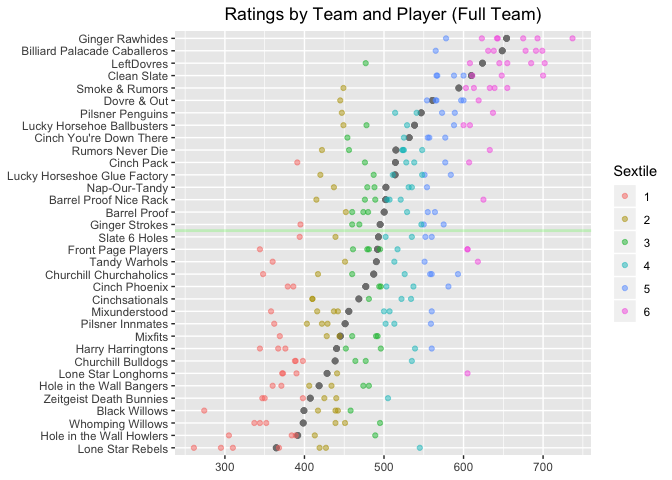 Ratings by Team and Player (Full Team)
Ginger Rawhides
Billiard Palacade Caballeros
LeftDovres
Clean Slate
Smoke & Rumors
Dovre & Out
Pilsner Penguins
Lucky Horsehoe Ballbusters
Cinch You're Down There
Rumors Never Die
Cinch Pack
Lucky Horseshoe Glue Factory
Nap-Our-Tandy
Barrel Proof Nice Rack
Barrel Proof
Ginger Strokes
Slate 6 Holes
Front Page Players
Tandy Warhols
Churchill Churchaholics
Cinch Phoenix
Cinchsationals
Mixunderstood
Pilsner Innmates
Mixfits
Harry Harringtons
Churchill Bulldogs
Lone Star Longhorns
Hole in the Wall Bangers
Zeitgeist Death Bunnies
Black Willows
Whomping Willows
Hole in the Wall Howlers
Lone Star Rebels
300 400 500 600 700
Sextile
1
2
3
4
5
6